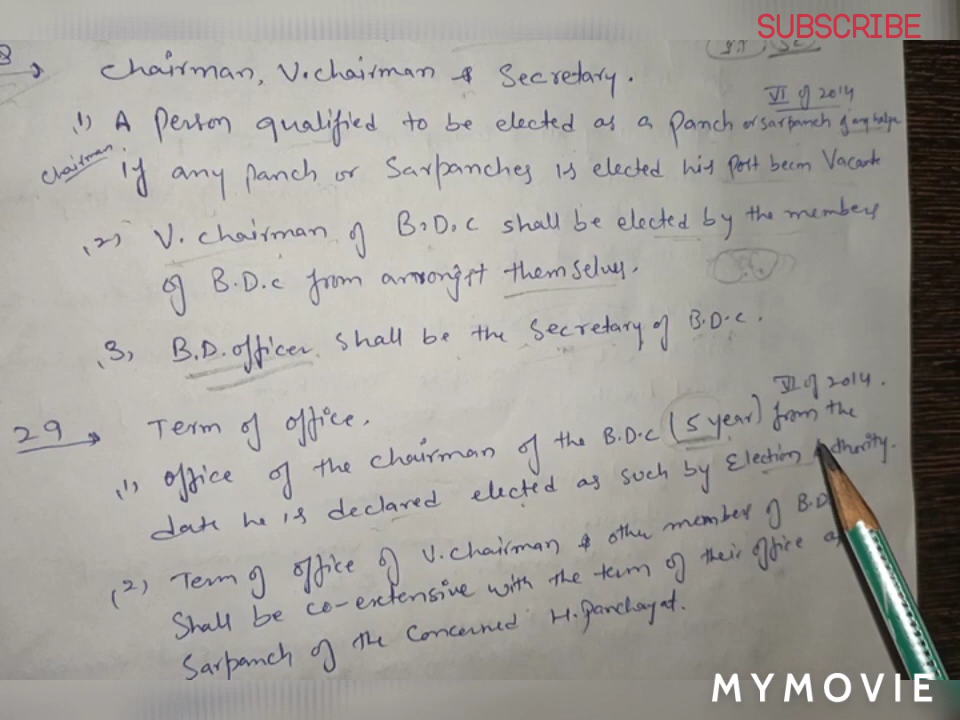 SUBSCRIBE
8 → Chairman, V.chairman & Secretary.
VI of 2014
(1) A Person qualified to be elected as a panch or sarpanch of any halqa
chairman.
If any panch or Sarpanches is elected his post becm Vacante
(2) V. chairman of B.D.C shall be elected by the members
of B.D.C from amongst themselves.
(3) B.D. officer shall be the Secretary of B.D.C.
29 → Term of office.
VI of 2014.
(1) office of the chairman of the B.D.C (5 year) from the
date he is declared elected as such by Election Authority.
(2) Term of office of V.chairman & other member of B.D
Shall be co-extensive with the term of their office a
Sarpanch of the Concerned H.Panchayat.
MYMOVIE